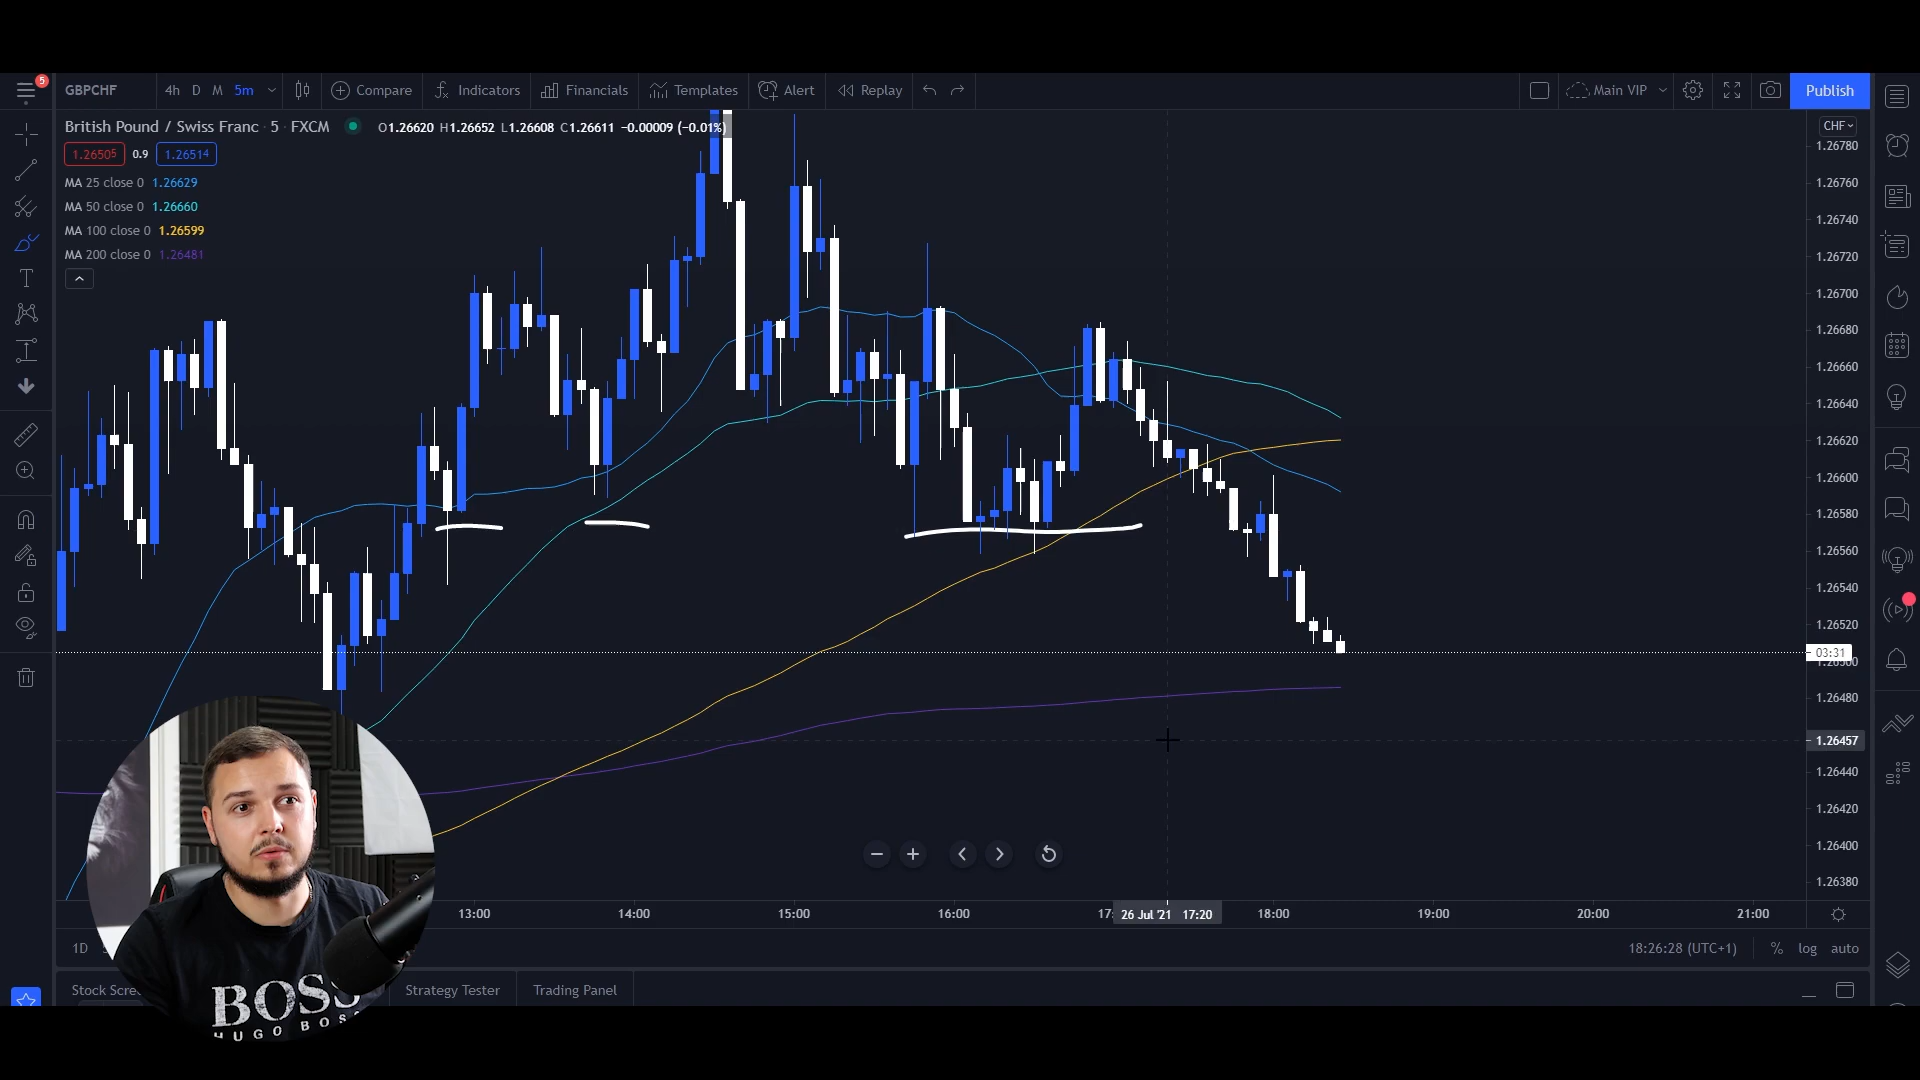 5
GBPCHF 4h D M 5m Compare Indicators Financials Templates Alert Replay Main VIP Publish
British Pound / Swiss Franc · 5 · FXCM O1.26620 H1.26652 L1.26608 C1.26611 −0.00009 (−0.01%)
1.26505 0.9 1.26514
MA 25 close 0 1.26629
MA 50 close 0 1.26660
MA 100 close 0 1.26599
MA 200 close 0 1.26481
CHF
1.26780
1.26760
1.26740
1.26720
1.26700
1.26680
1.26660
1.26640
1.26620
1.26600
1.26580
1.26560
1.26540
1.26520
03:31
1.26500
1.26480
1.26457
1.26440
1.26420
1.26400
1.26380
13:00 14:00 15:00 16:00 17: 26 Jul '21 17:20 18:00 19:00 20:00 21:00
1D 18:26:28 (UTC+1) % log auto
Stock Scre Strategy Tester Trading Panel
BOSS
HUGO BOS